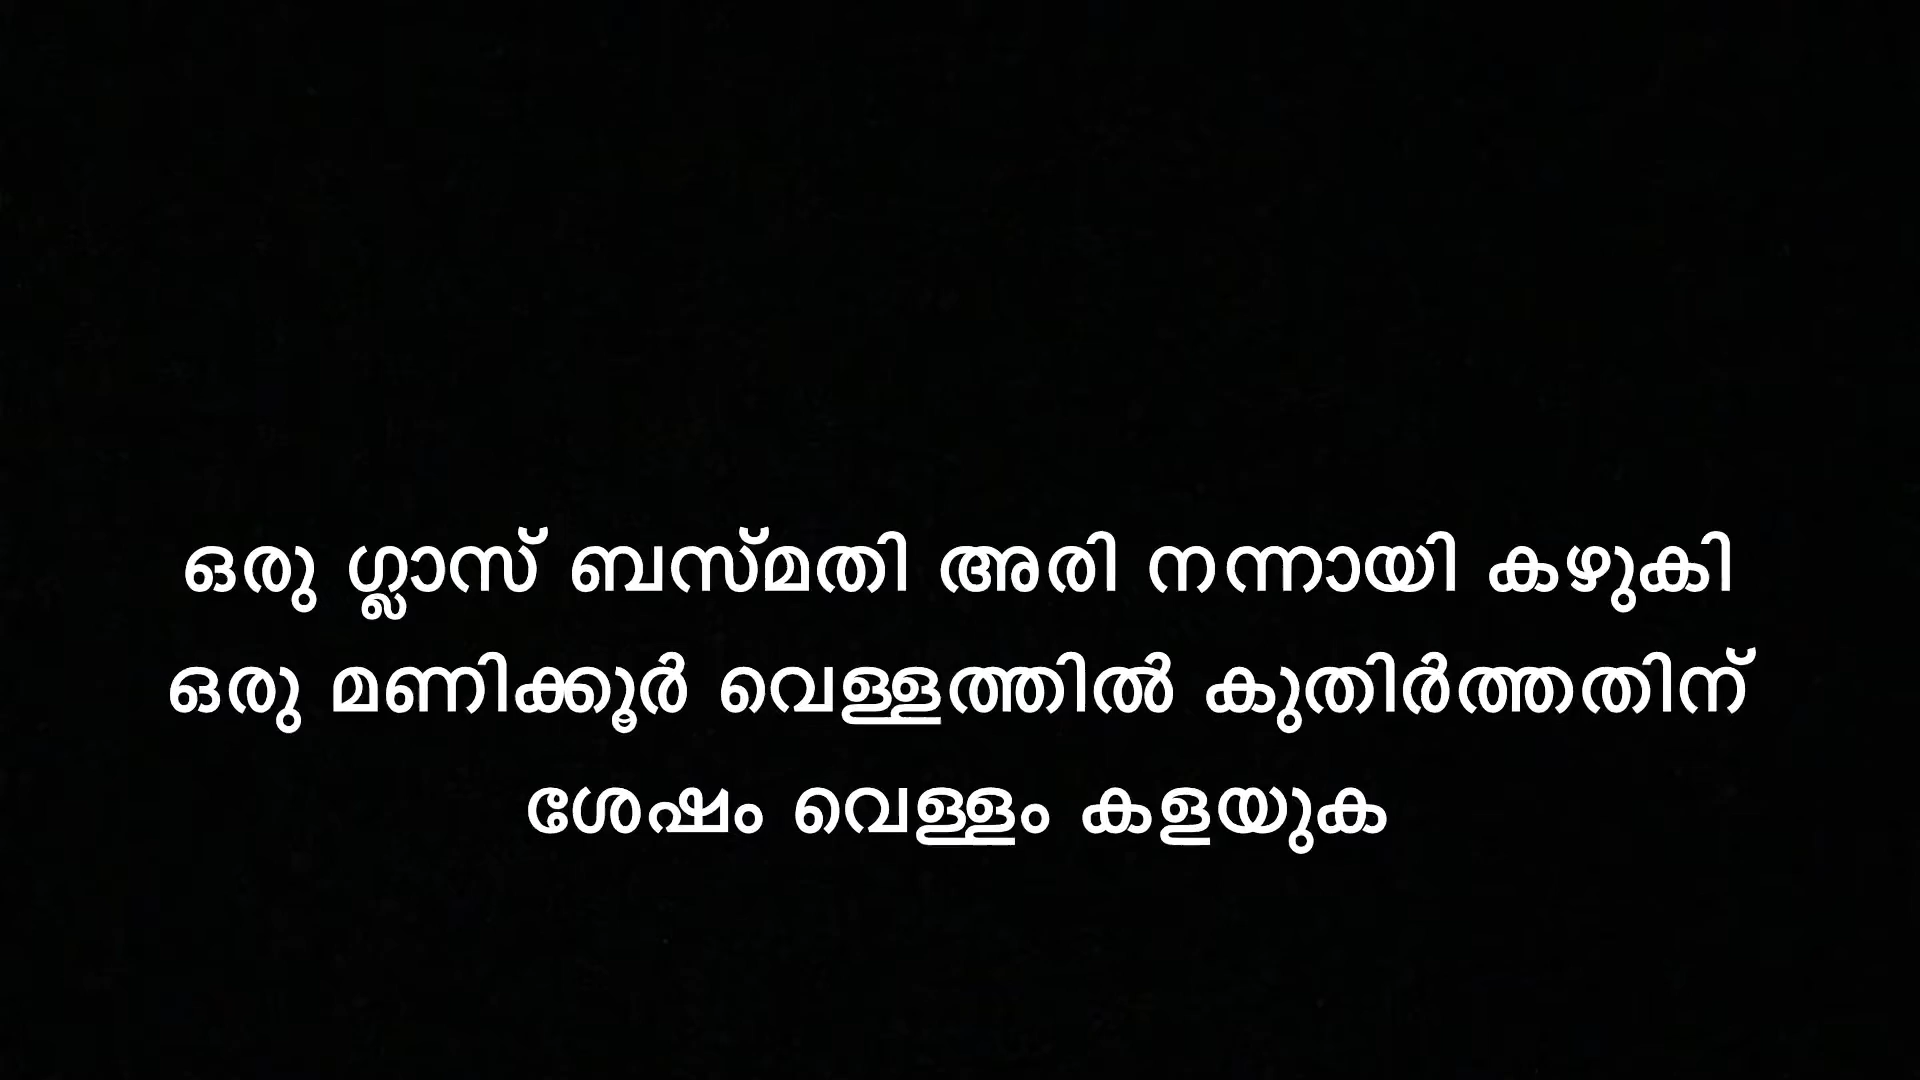 ഒരു ഗ്ലാസ് ബസ്മതി അരി നന്നായി കഴുകി
ഒരു മണിക്കൂർ വെള്ളത്തിൽ കുതിർത്തതിന്
ശേഷം വെള്ളം കളയുക